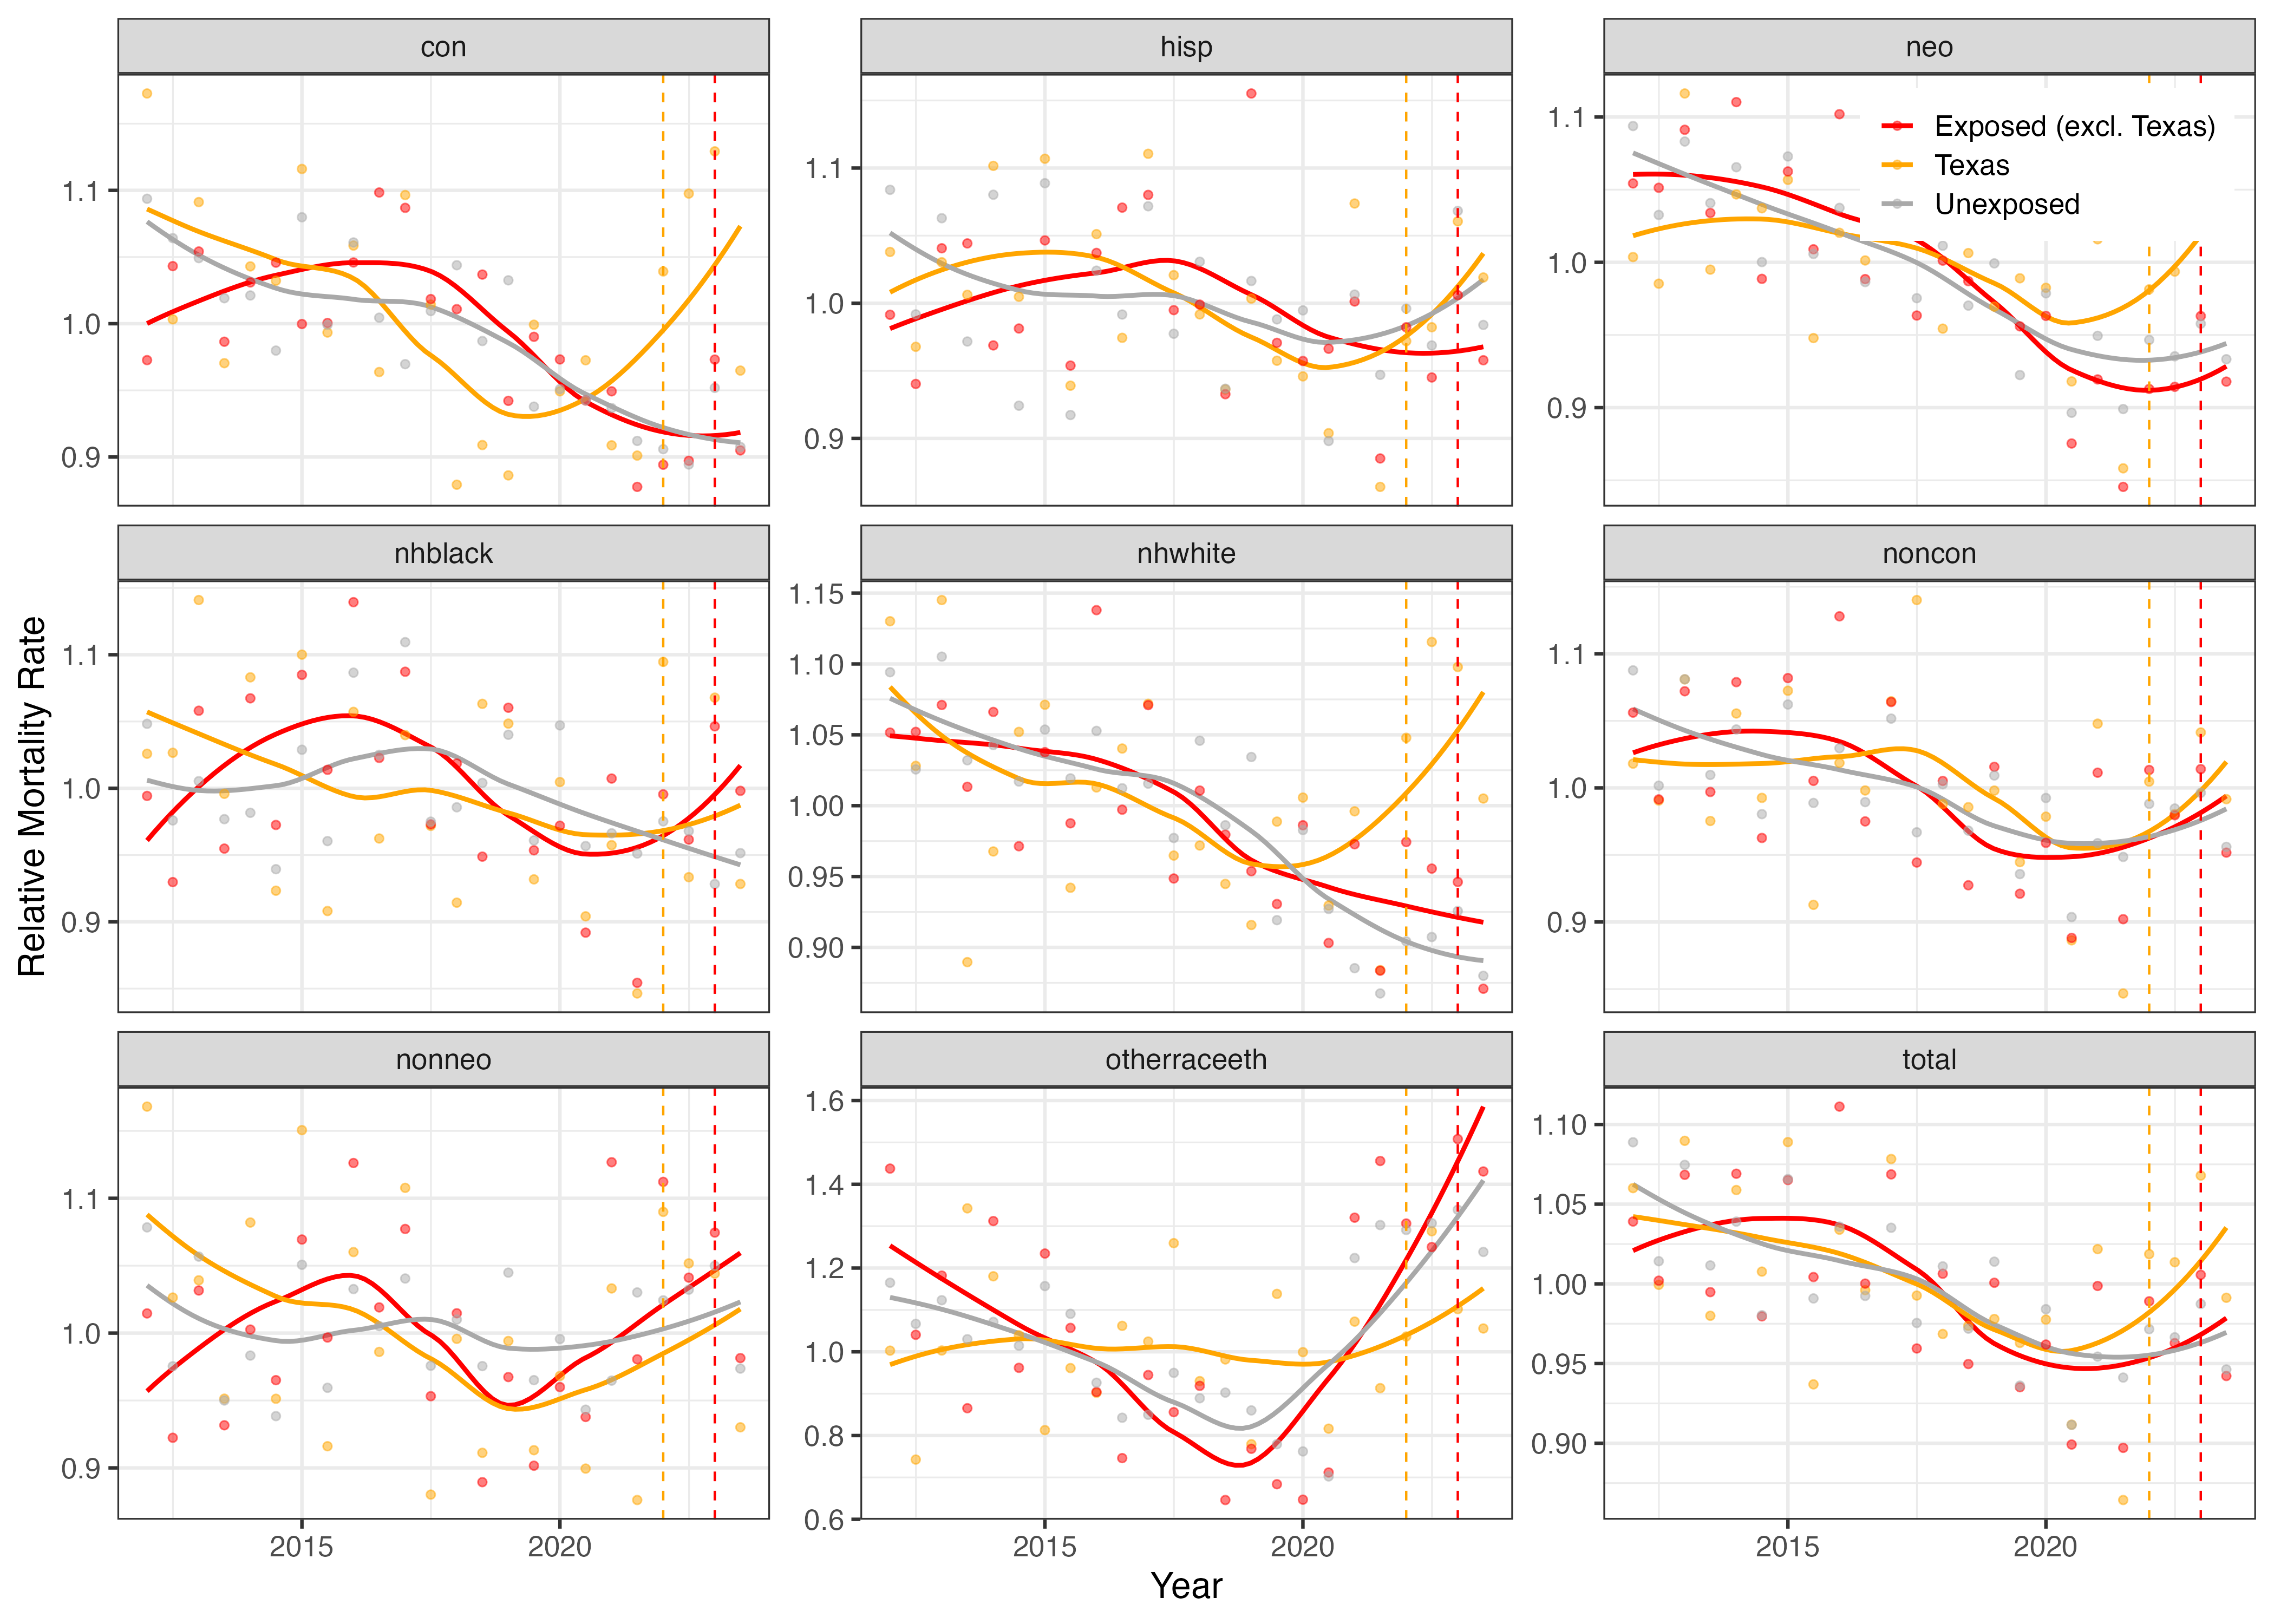 con
hisp
neo
1.1
1.0
0.9
1.1
1.0
0.9
1.1
1.0
0.9
Exposed (excl. Texas)
Texas
Unexposed
nhblack
nhwhite
noncon
1.1
1.0
0.9
1.15
1.10
1.05
1.00
0.95
0.90
1.1
1.0
0.9
Relative Mortality Rate
nonneo
otherraceeth
total
1.1
1.0
0.9
1.6
1.4
1.2
1.0
0.8
0.6
1.10
1.05
1.00
0.95
0.90
2015 2020
2015 2020
2015 2020
Year